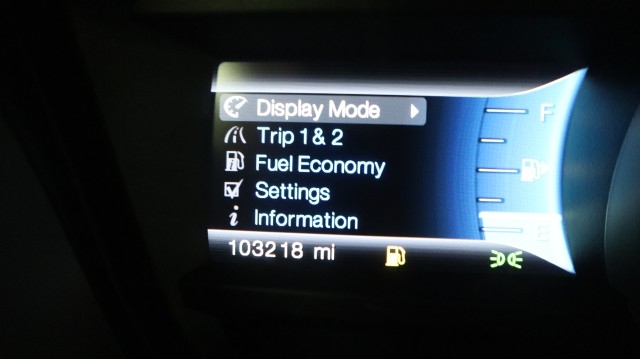 Display Mode
F
Trip 1 & 2
Fuel Economy
Settings
Information
E
103218 mi